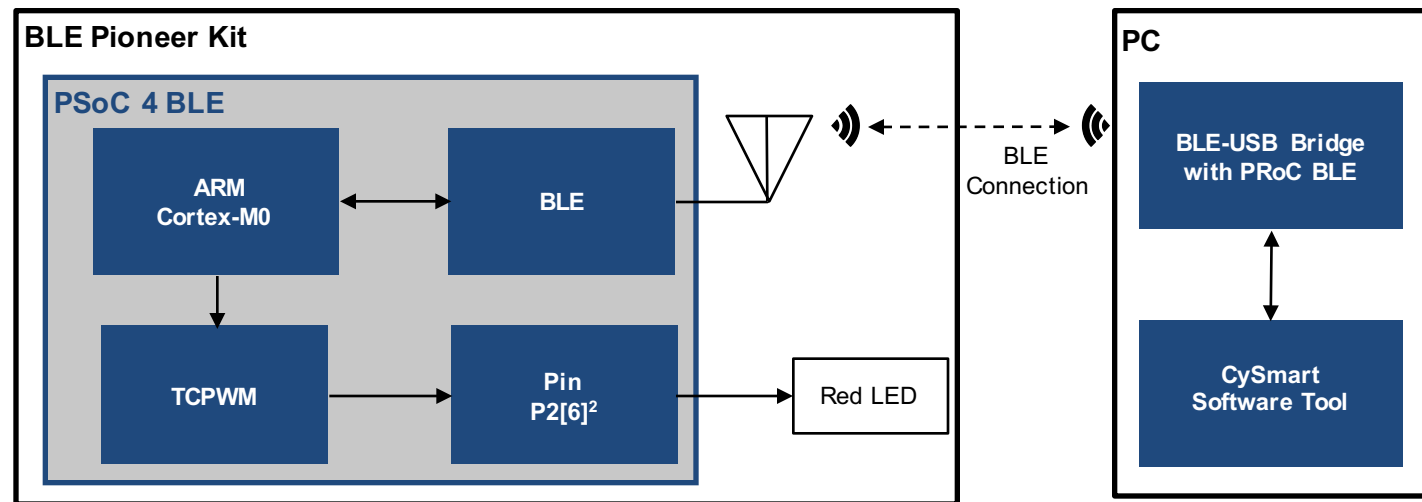 BLE Pioneer Kit
PSoC 4 BLE
ARM
Cortex-M0
BLE
TCPWM
Pin
P2[6]²
Red LED
BLE
Connection
PC
BLE-USB Bridge
with PRoC BLE
CySmart
Software Tool